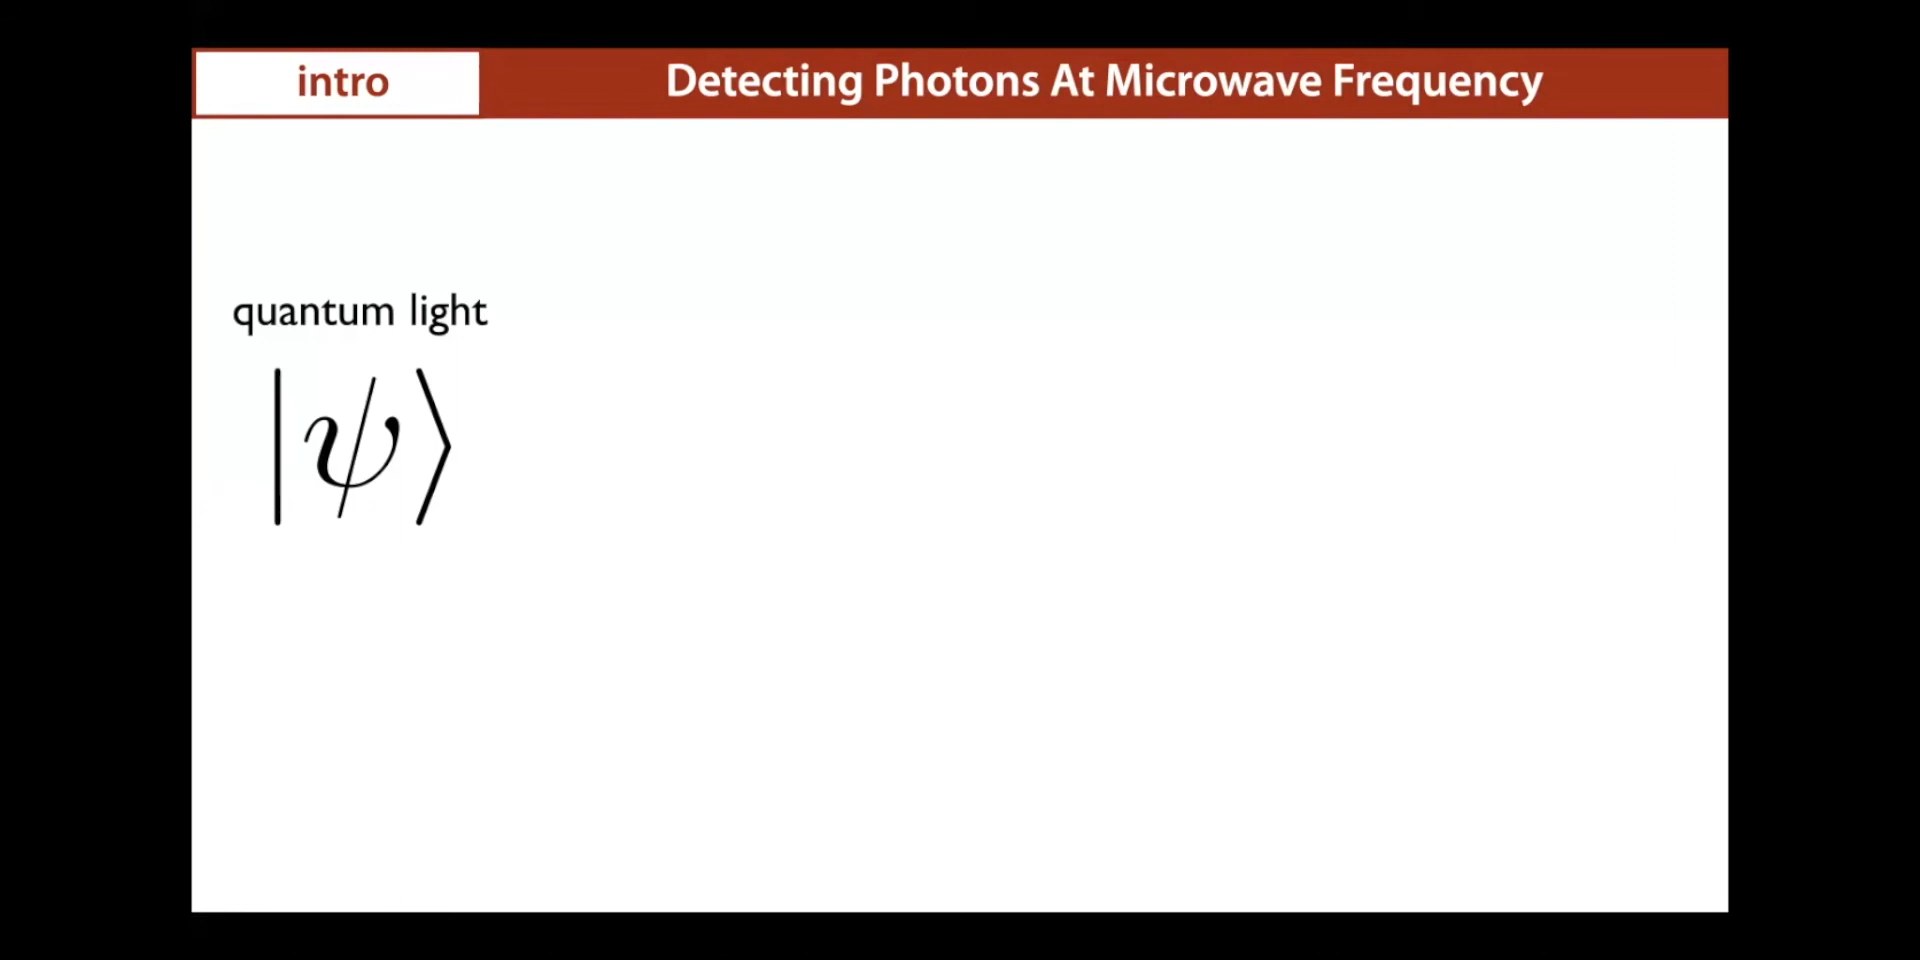 intro
Detecting Photons At Microwave Frequency
quantum light
|ψ⟩